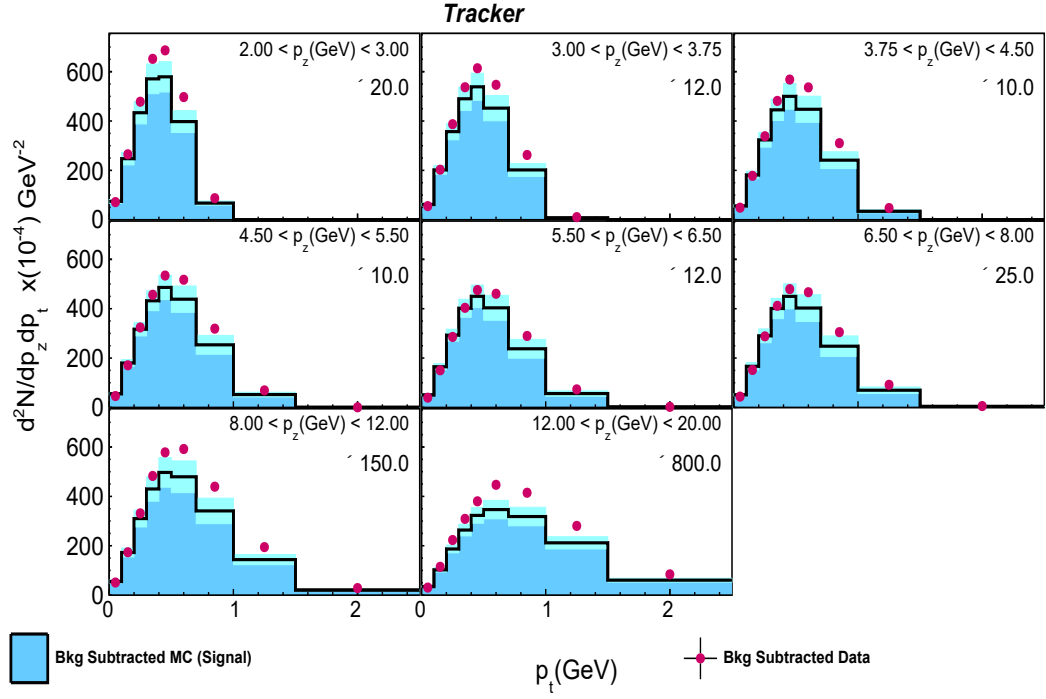 Tracker
2.00 < p_z(GeV) < 3.00
´ 20.0
3.00 < p_z(GeV) < 3.75
´ 12.0
3.75 < p_z(GeV) < 4.50
´ 10.0
600
400
200
0
4.50 < p_z(GeV) < 5.50
´ 10.0
5.50 < p_z(GeV) < 6.50
´ 12.0
6.50 < p_z(GeV) < 8.00
´ 25.0
600
400
200
0
8.00 < p_z(GeV) < 12.00
´ 150.0
12.00 < p_z(GeV) < 20.00
´ 800.0
600
400
200
0
d²N/dp_z dp_t x(10⁻⁴) GeV⁻²
0 1 2 0 1 2
p_t(GeV)
Bkg Subtracted MC (Signal)
Bkg Subtracted Data